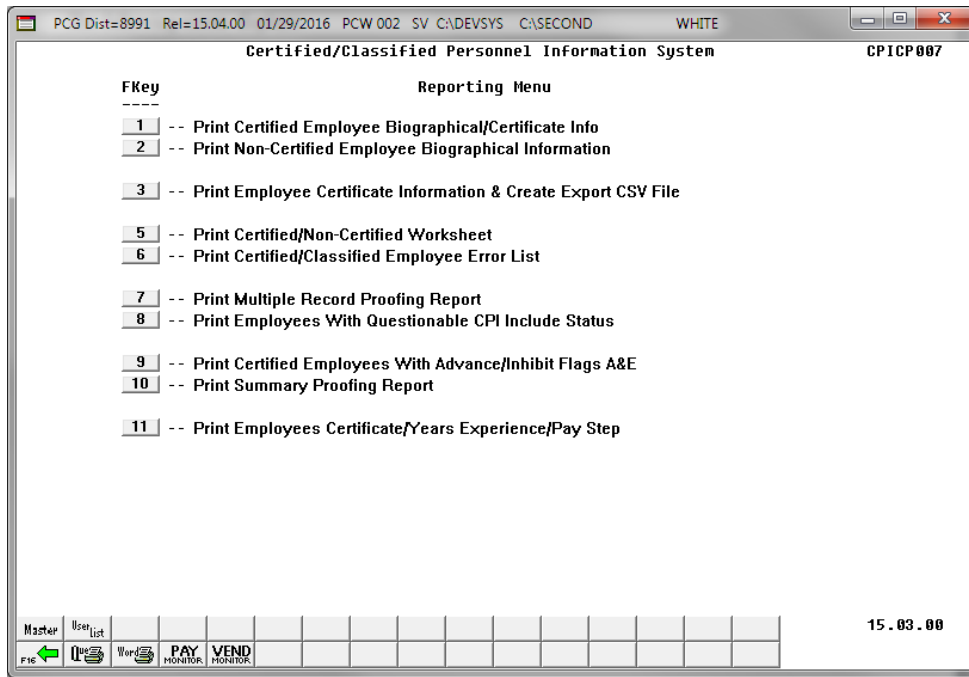 PCG Dist=8991 Rel=15.04.00 01/29/2016 PCW 002 SV C:\DEVSYS C:\SECOND WHITE
Certified/Classified Personnel Information System CPICP007
FKey Reporting Menu
----
1 -- Print Certified Employee Biographical/Certificate Info
2 -- Print Non-Certified Employee Biographical Information
3 -- Print Employee Certificate Information & Create Export CSV File
5 -- Print Certified/Non-Certified Worksheet
6 -- Print Certified/Classified Employee Error List
7 -- Print Multiple Record Proofing Report
8 -- Print Employees With Questionable CPI Include Status
9 -- Print Certified Employees With Advance/Inhibit Flags A&E
10 -- Print Summary Proofing Report
11 -- Print Employees Certificate/Years Experience/Pay Step
Master User List 15.03.00
F16 Que Word PAY MONITOR VEND MONITOR